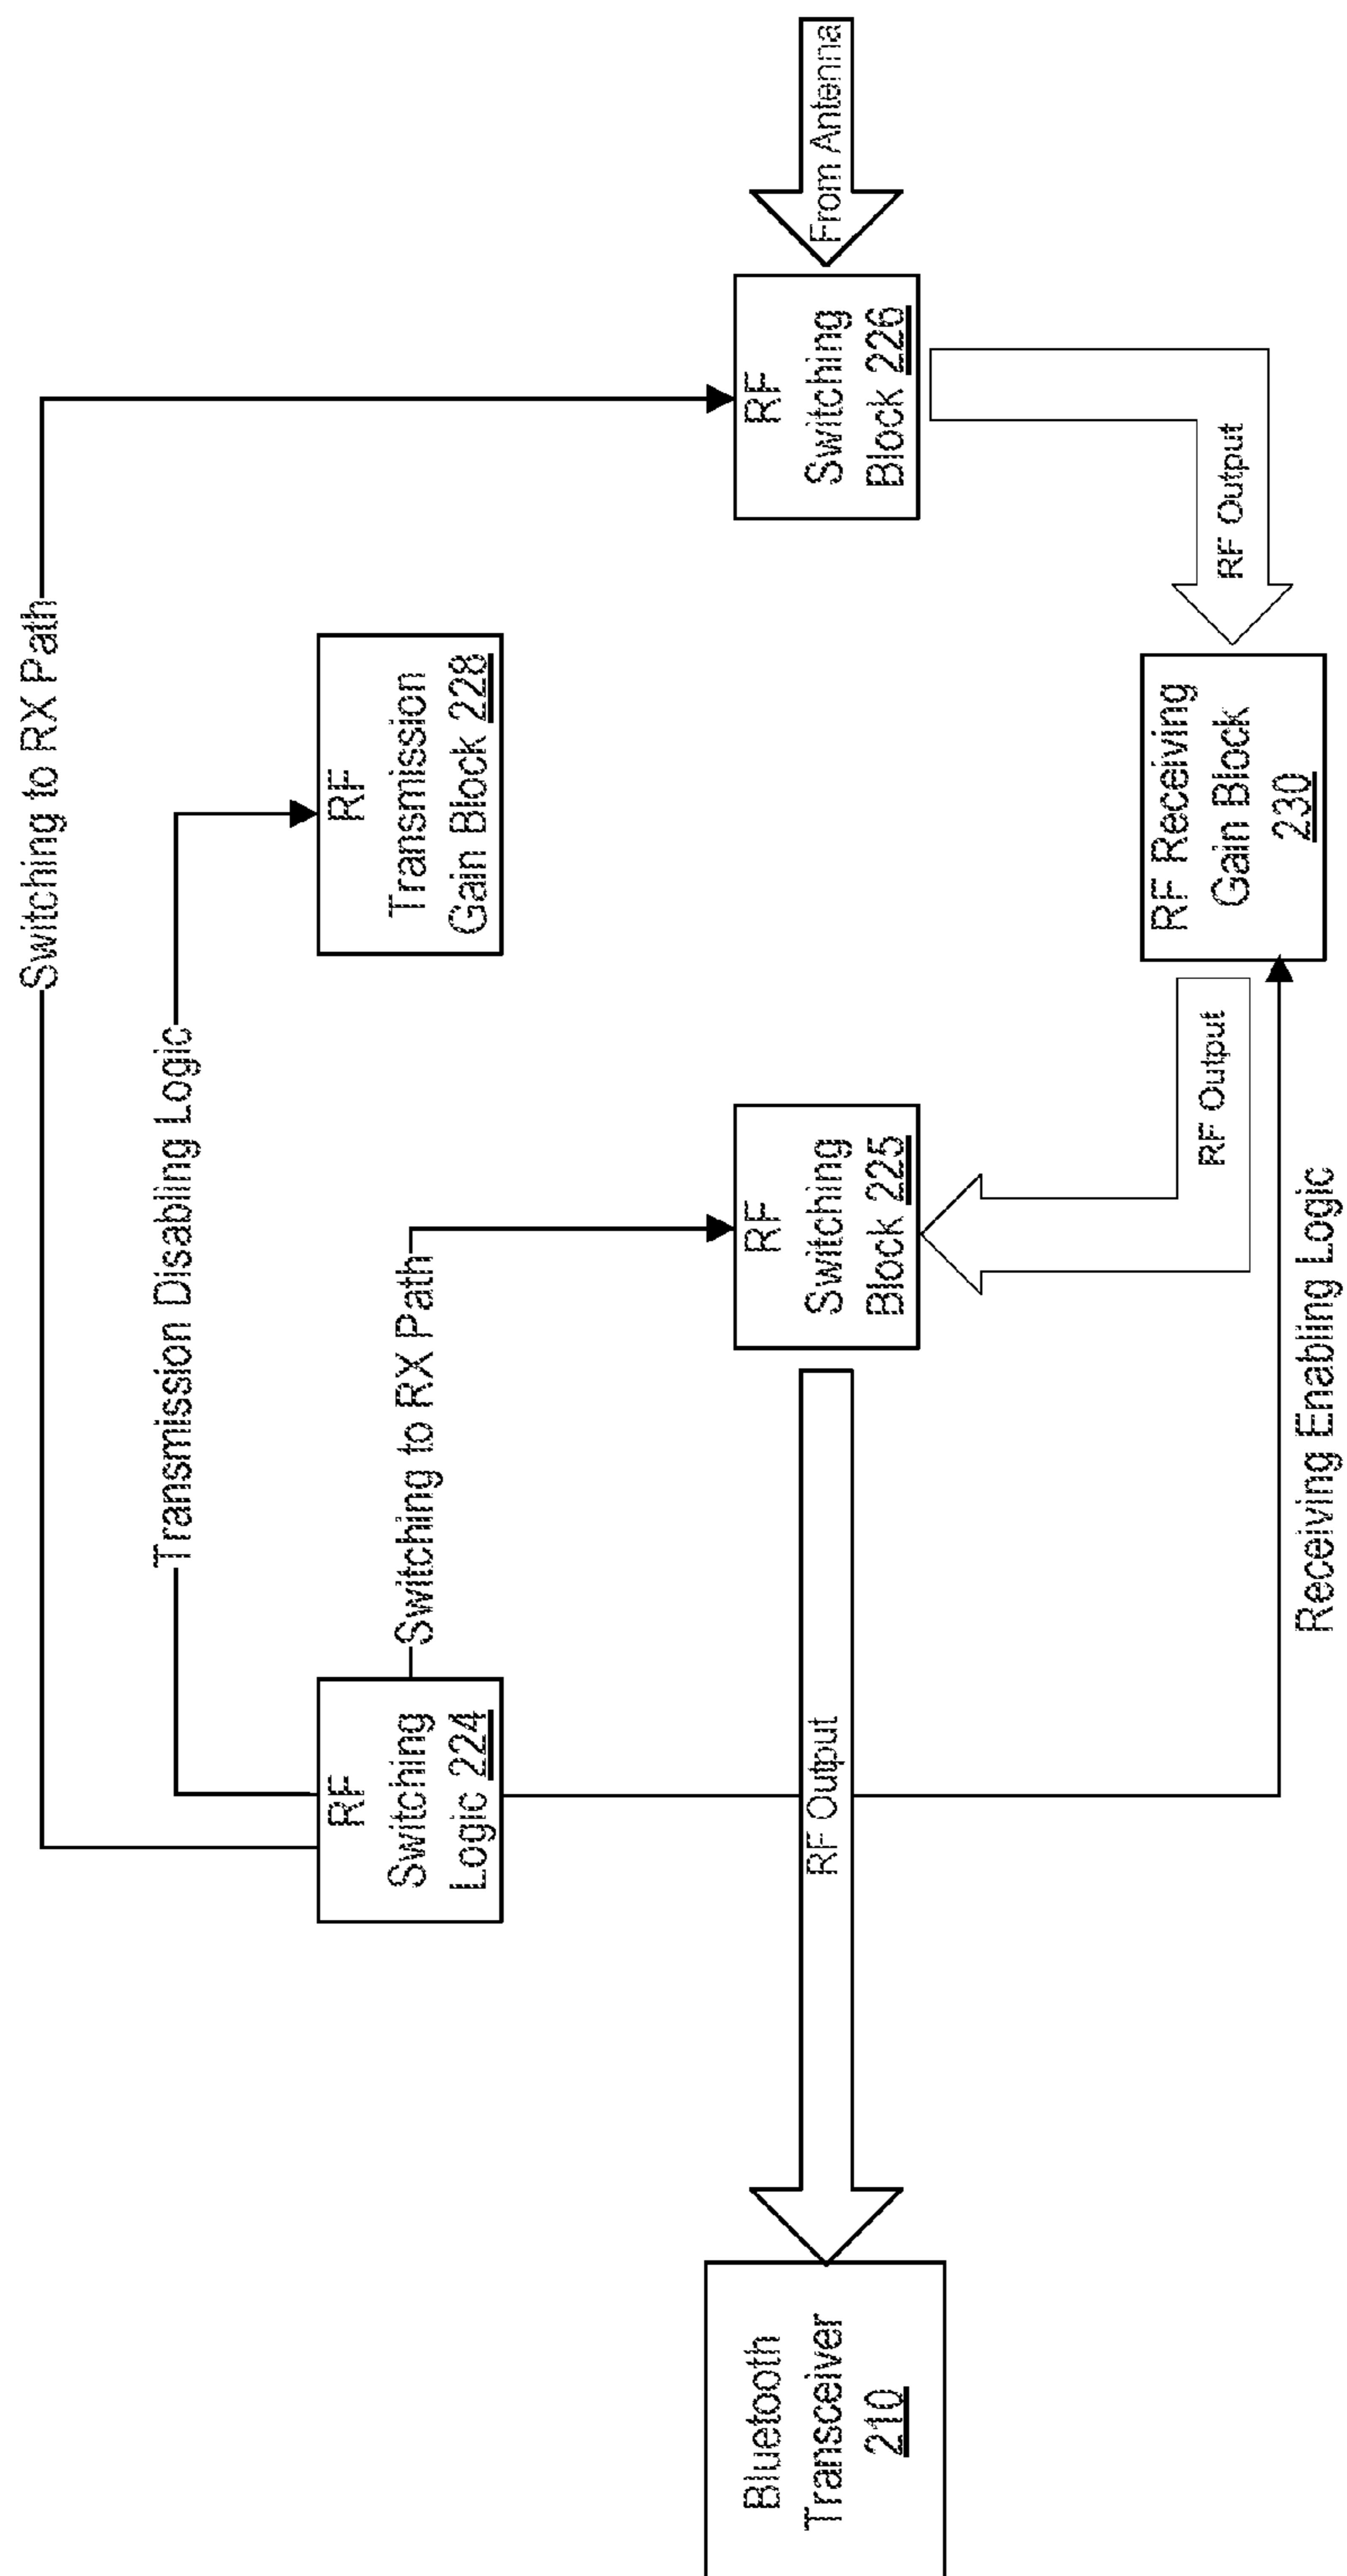 Switching to RX Path
Transmission Disabling Logic
RF
Switching
Logic 224
RF
Transmission
Gain Block 228
Switching to RX Path
Bluetooth
Transceiver
210
RF Output
RF
Switching
Block 225
RF
Switching
Block 226
From Antenna
RF Output
RF Receiving
Gain Block
230
RF Output
Receiving Enabling Logic